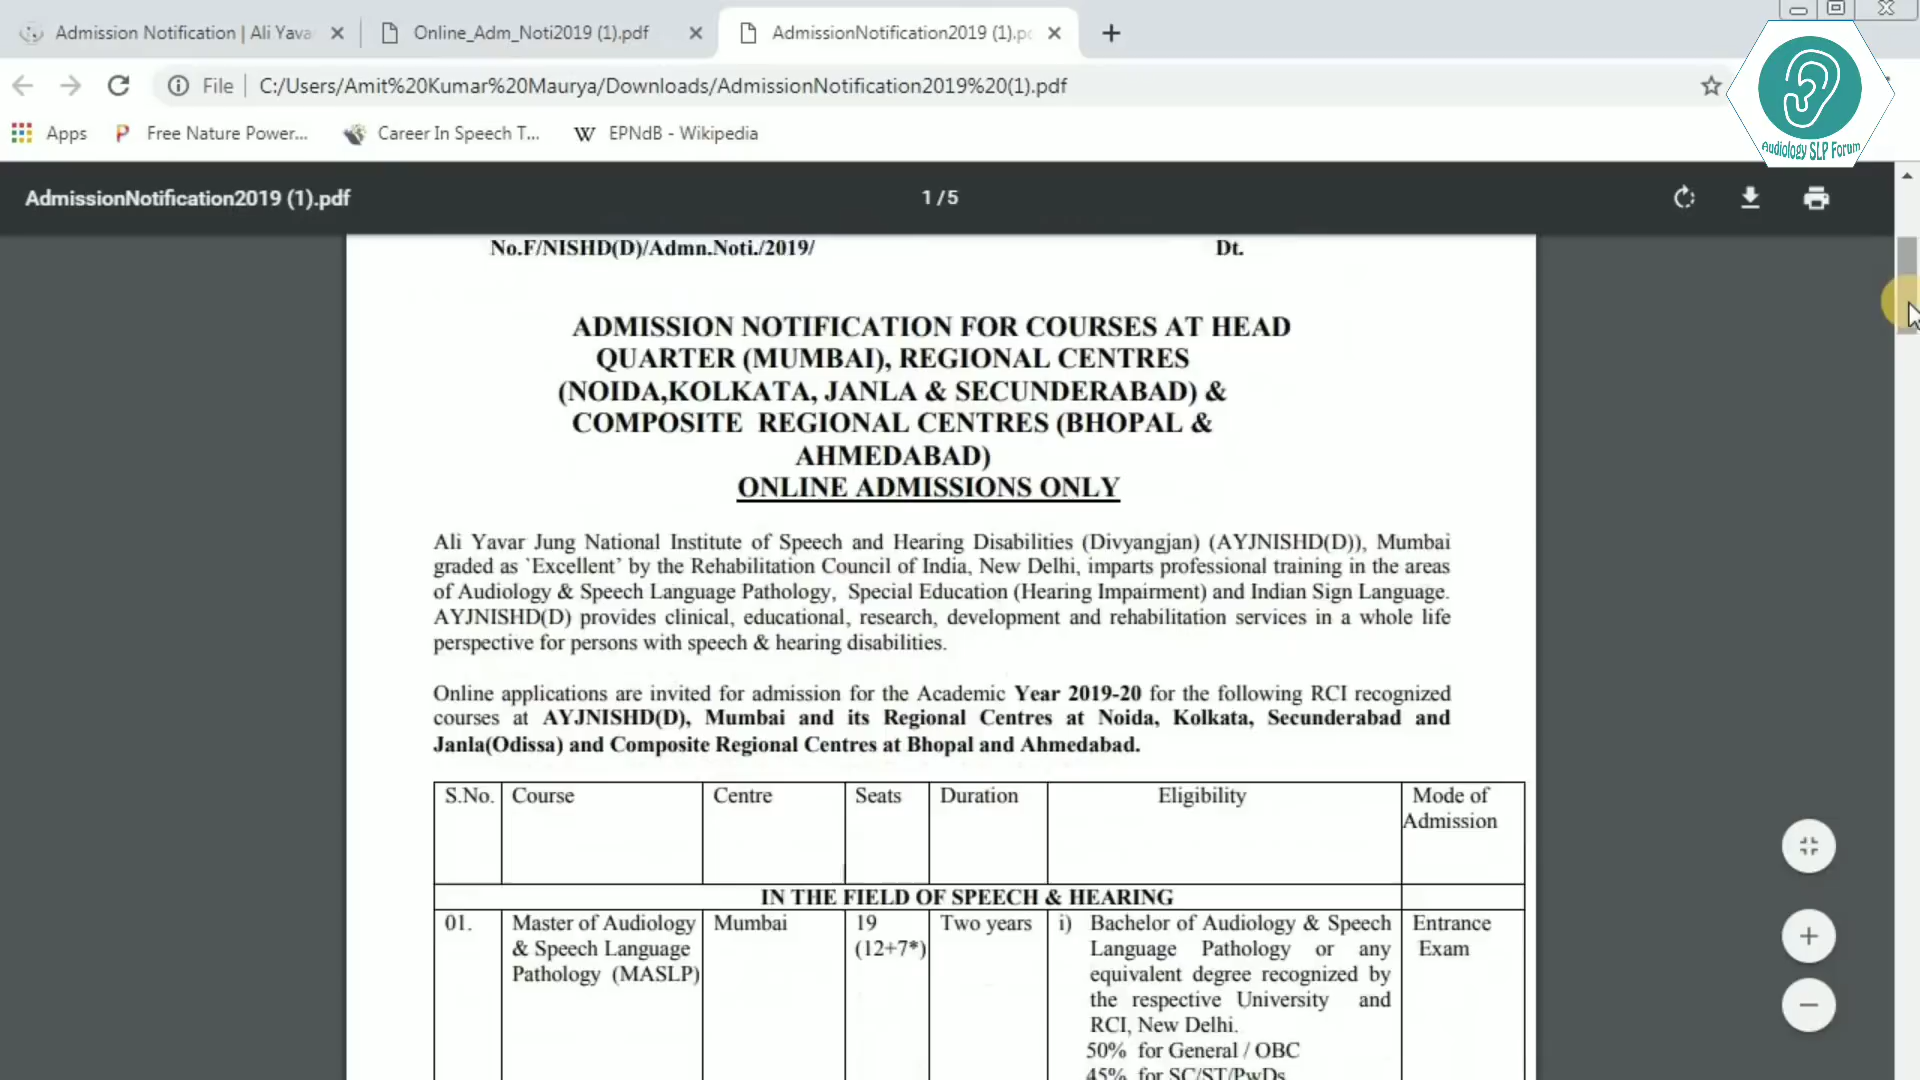 Admission Notification | Ali Yava
Online_Adm_Noti2019 (1).pdf
AdmissionNotification2019 (1).pd
File
C:/Users/Amit%20Kumar%20Maurya/Downloads/AdmissionNotification2019%20(1).pdf
Apps
Free Nature Power...
Career In Speech T...
W EPNdB - Wikipedia
Audiology SLP Forum
AdmissionNotification2019 (1).pdf
1 / 5
No.F/NISHD(D)/Admn.Noti./2019/ Dt.
ADMISSION NOTIFICATION FOR COURSES AT HEAD
QUARTER (MUMBAI), REGIONAL CENTRES
(NOIDA,KOLKATA, JANLA & SECUNDERABAD) &
COMPOSITE REGIONAL CENTRES (BHOPAL &
AHMEDABAD)
ONLINE ADMISSIONS ONLY
Ali Yavar Jung National Institute of Speech and Hearing Disabilities (Divyangjan) (AYJNISHD(D)), Mumbai
graded as `Excellent' by the Rehabilitation Council of India, New Delhi, imparts professional training in the areas
of Audiology & Speech Language Pathology, Special Education (Hearing Impairment) and Indian Sign Language.
AYJNISHD(D) provides clinical, educational, research, development and rehabilitation services in a whole life
perspective for persons with speech & hearing disabilities.
Online applications are invited for admission for the Academic Year 2019-20 for the following RCI recognized
courses at AYJNISHD(D), Mumbai and its Regional Centres at Noida, Kolkata, Secunderabad and
Janla(Odissa) and Composite Regional Centres at Bhopal and Ahmedabad.
S.No. Course Centre Seats Duration Eligibility Mode of
Admission
IN THE FIELD OF SPEECH & HEARING
01. Master of Audiology Mumbai 19 Two years i) Bachelor of Audiology & Speech Entrance
& Speech Language (12+7*) Language Pathology or any Exam
Pathology (MASLP) equivalent degree recognized by
the respective University and
RCI, New Delhi.
50% for General / OBC
45% for SC/ST/PwDs